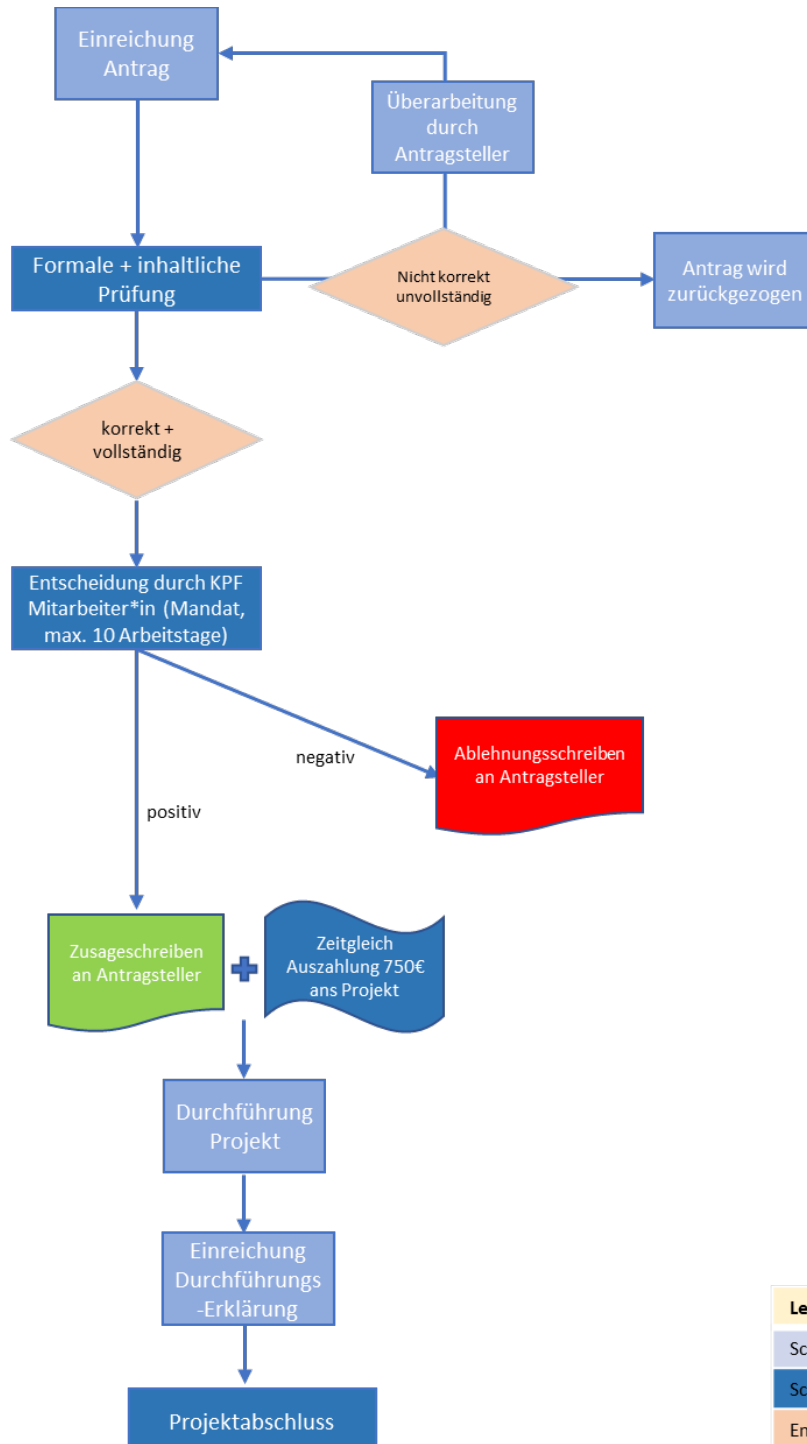 Einreichung
Antrag
Überarbeitung
durch
Antragsteller
Formale + inhaltliche
Prüfung
Nicht korrekt
unvollständig
Antrag wird
zurückgezogen
korrekt +
vollständig
Entscheidung durch KPF
Mitarbeiter*in (Mandat,
max. 10 Arbeitstage)
negativ
Ablehnungsschreiben
an Antragsteller
positiv
Zusageschreiben
an Antragsteller
Zeitgleich
Auszahlung 750€
ans Projekt
Durchführung
Projekt
Einreichung
Durchführungs
-Erklärung
Projektabschluss